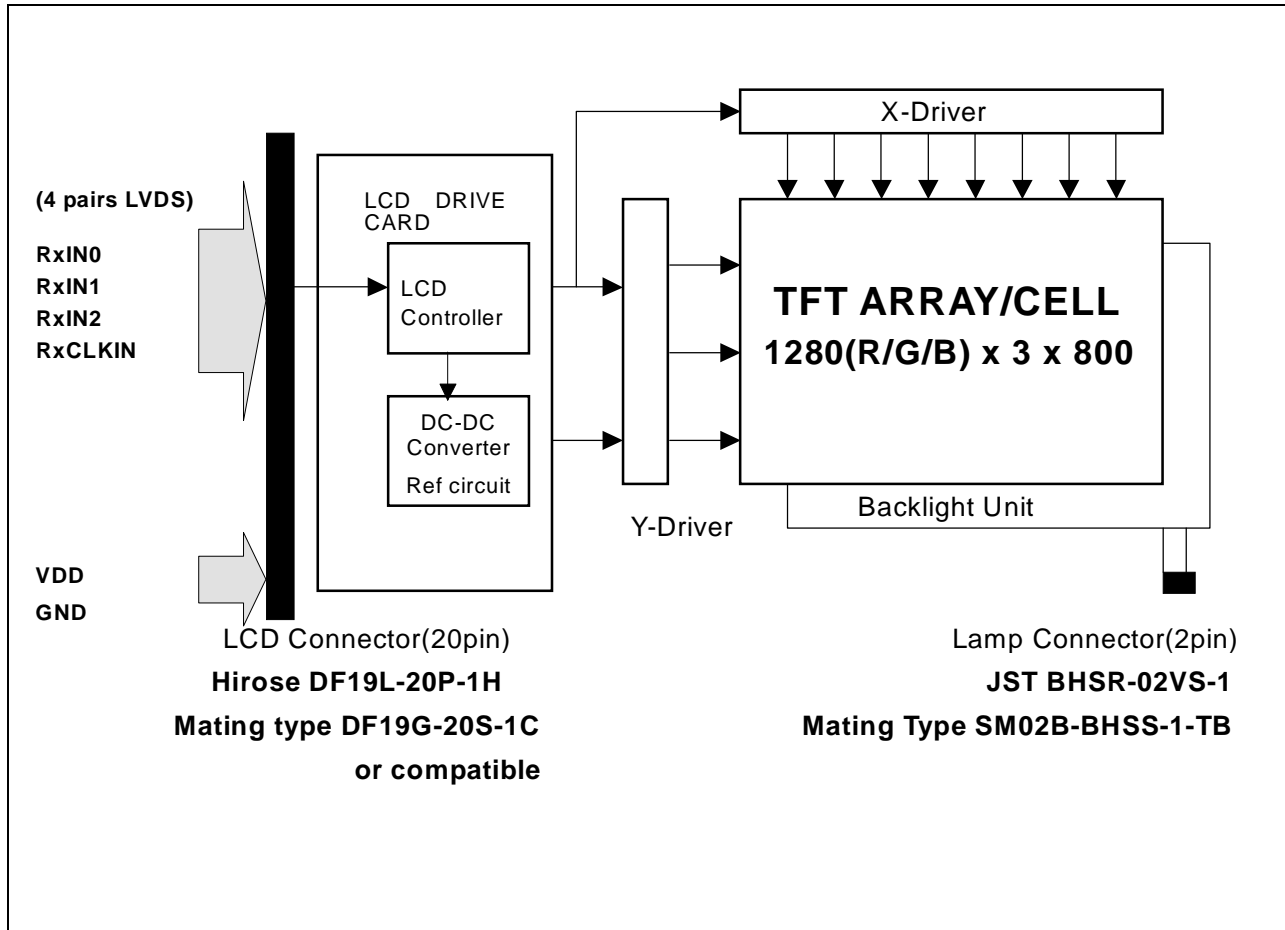 X-Driver
(4 pairs LVDS)
RxIN0
RxIN1
RxIN2
RxCLKIN
LCD DRIVE
CARD
LCD
Controller
DC-DC
Converter
Ref circuit
TFT ARRAY/CELL
1280(R/G/B) x 3 x 800
Backlight Unit
Y-Driver
VDD
GND
LCD Connector(20pin)
Hirose DF19L-20P-1H
Mating type DF19G-20S-1C
or compatible
Lamp Connector(2pin)
JST BHSR-02VS-1
Mating Type SM02B-BHSS-1-TB